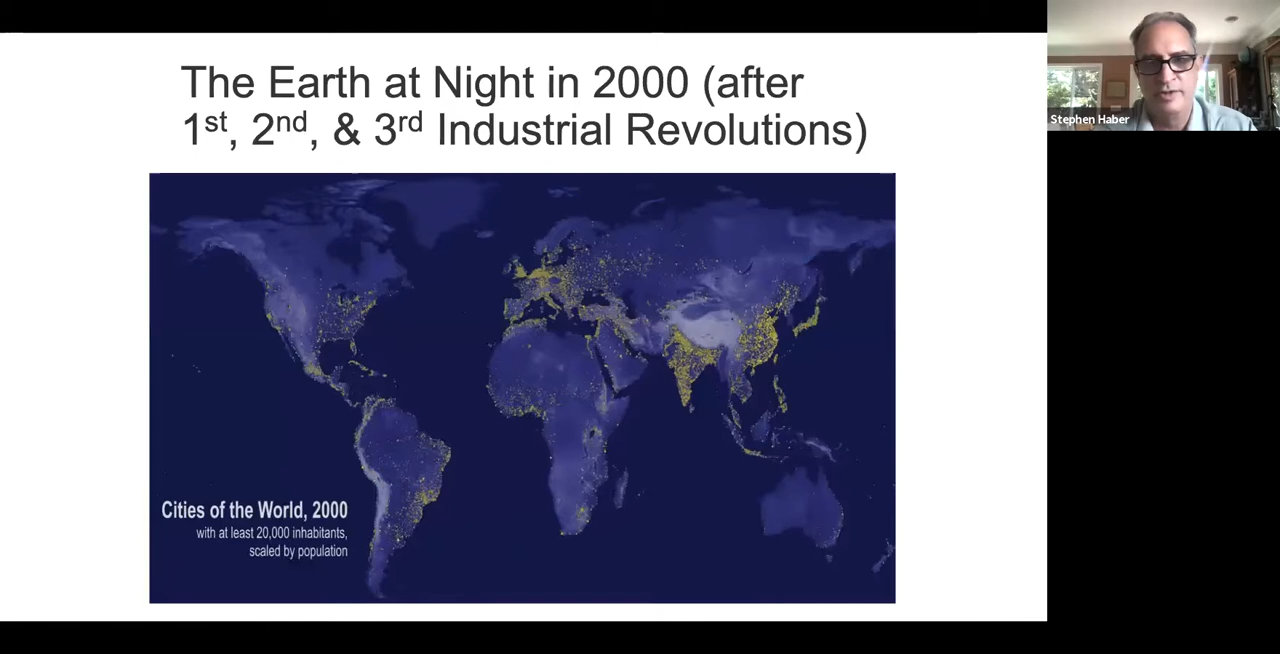 The Earth at Night in 2000 (after
1st, 2nd, & 3rd Industrial Revolutions)
Stephen Haber
Cities of the World, 2000
with at least 20,000 inhabitants,
scaled by population